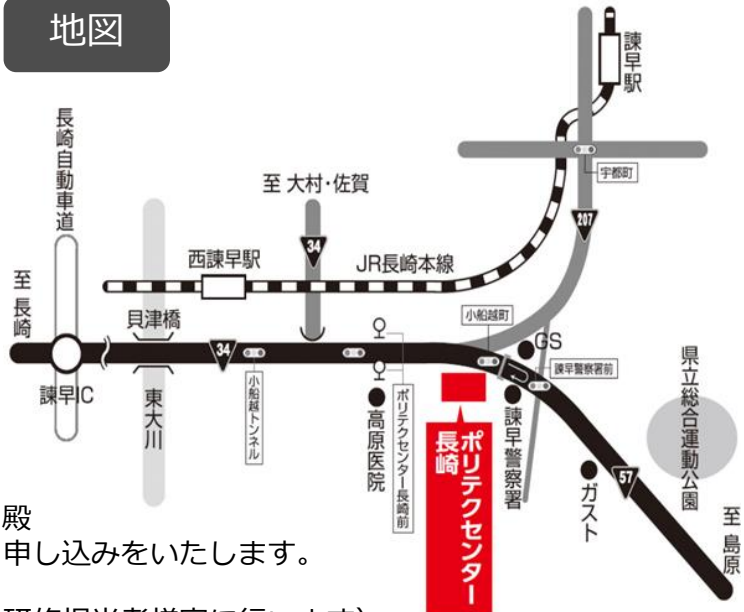 地図
諫早駅
長崎自動車道
宇都町
至 大村・佐賀
207
34
西諫早駅
JR長崎本線
至 長崎
貝津橋
小船越町
GS
34
諫早警察署前
県立総合運動公園
諫早IC
東大川
小船越トンネル
高原医院
ポリテクセンター長崎前
ポリテクセンター
長崎
諫早警察署
ガスト
57
至 島原
殿
申し込みをいたします。